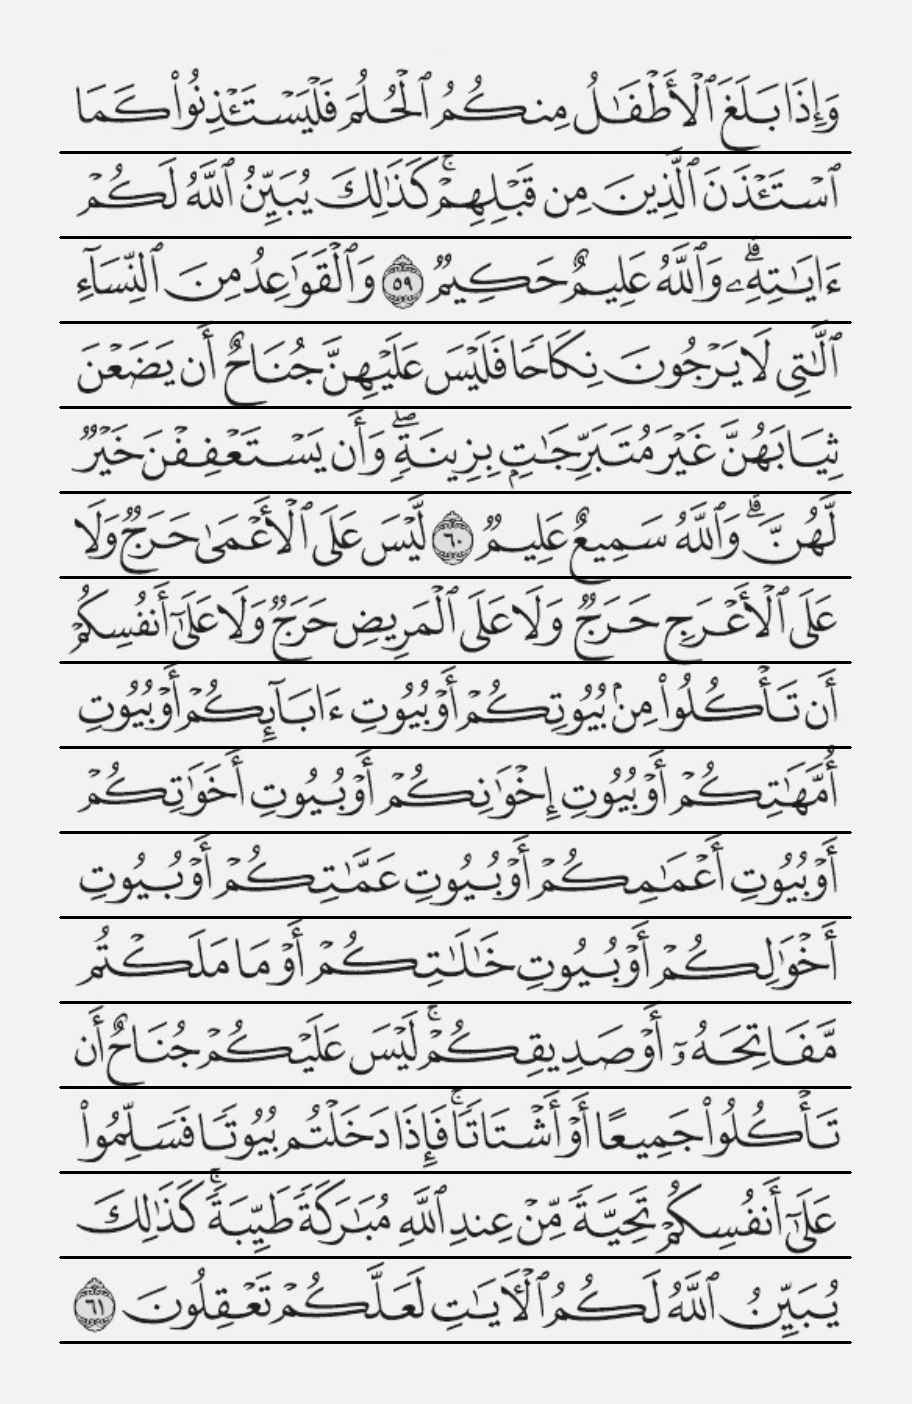 وَإِذَا بَلَغَ ٱلْأَطْفَـٰلُ مِنكُمُ ٱلْحُلُمَ فَلْيَسْتَـْٔذِنُوا۟ كَمَا
ٱسْتَـْٔذَنَ ٱلَّذِينَ مِن قَبْلِهِمْ ۚ كَذَٰلِكَ يُبَيِّنُ ٱللَّهُ لَكُمْ
ءَايَـٰتِهِۦ ۗ وَٱللَّهُ عَلِيمٌ حَكِيمٌ ٥٩ وَٱلْقَوَٰعِدُ مِنَ ٱلنِّسَآءِ
ٱلَّـٰتِى لَا يَرْجُونَ نِكَاحًا فَلَيْسَ عَلَيْهِنَّ جُنَاحٌ أَن يَضَعْنَ
ثِيَابَهُنَّ غَيْرَ مُتَبَرِّجَـٰتٍۭ بِزِينَةٍ ۖ وَأَن يَسْتَعْفِفْنَ خَيْرٌ
لَّهُنَّ ۗ وَٱللَّهُ سَمِيعٌ عَلِيمٌ ٦٠ لَّيْسَ عَلَى ٱلْأَعْمَىٰ حَرَجٌ وَلَا
عَلَى ٱلْأَعْرَجِ حَرَجٌ وَلَا عَلَى ٱلْمَرِيضِ حَرَجٌ وَلَا عَلَىٰٓ أَنفُسِكُمْ
أَن تَأْكُلُوا۟ مِنۢ بُيُوتِكُمْ أَوْ بُيُوتِ ءَابَآئِكُمْ أَوْ بُيُوتِ
أُمَّهَـٰتِكُمْ أَوْ بُيُوتِ إِخْوَٰنِكُمْ أَوْ بُيُوتِ أَخَوَٰتِكُمْ
أَوْ بُيُوتِ أَعْمَـٰمِكُمْ أَوْ بُيُوتِ عَمَّـٰتِكُمْ أَوْ بُيُوتِ
أَخْوَٰلِكُمْ أَوْ بُيُوتِ خَـٰلَـٰتِكُمْ أَوْ مَا مَلَكْتُم
مَّفَاتِحَهُۥٓ أَوْ صَدِيقِكُمْ ۚ لَيْسَ عَلَيْكُمْ جُنَاحٌ أَن
تَأْكُلُوا۟ جَمِيعًا أَوْ أَشْتَاتًا ۚ فَإِذَا دَخَلْتُم بُيُوتًا فَسَلِّمُوا۟
عَلَىٰٓ أَنفُسِكُمْ تَحِيَّةً مِّنْ عِندِ ٱللَّهِ مُبَـٰرَكَةً طَيِّبَةً ۚ كَذَٰلِكَ
يُبَيِّنُ ٱللَّهُ لَكُمُ ٱلْـَٔايَـٰتِ لَعَلَّكُمْ تَعْقِلُونَ ٦١